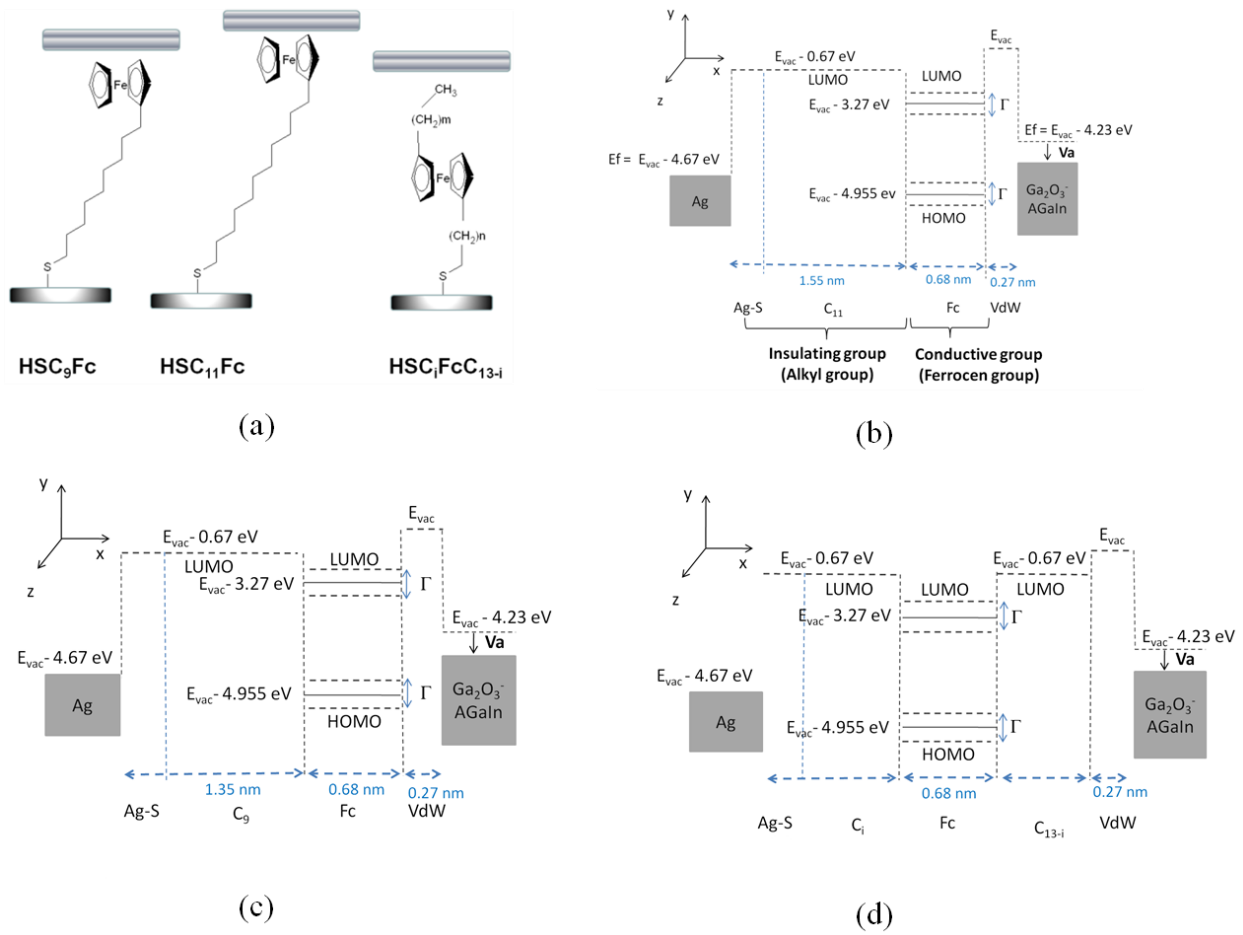 Fe
Fe
CH3
(CH2)m
Fe
(CH2)n
S
S
S
HSC9Fc
HSC11Fc
HSCiFcC13-i
(a)
y
x
z
Evac
Evac - 0.67 eV
LUMO
LUMO
Evac - 3.27 eV
Γ
Ef = Evac - 4.23 eV
Va
Ef = Evac - 4.67 eV
Ag
Evac - 4.955 ev
Γ
HOMO
Ga2O3-
AGaIn
1.55 nm
0.68 nm
0.27 nm
Ag-S
C11
Fc
VdW
Insulating group
(Alkyl group)
Conductive group
(Ferrocen group)
(b)
y
x
z
Evac
Evac - 0.67 eV
LUMO
LUMO
Evac - 3.27 eV
Γ
Evac - 4.23 eV
Va
Evac - 4.67 eV
Ag
Evac - 4.955 eV
Γ
HOMO
Ga2O3-
AGaIn
1.35 nm
0.68 nm
0.27 nm
Ag-S
C9
Fc
VdW
(c)
y
x
z
Evac
Evac - 0.67 eV
Evac - 0.67 eV
LUMO
LUMO
LUMO
Evac - 3.27 eV
Γ
Evac - 4.23 eV
Va
Evac - 4.67 eV
Ag
Evac - 4.955 eV
Γ
HOMO
Ga2O3-
AGaIn
0.68 nm
0.27 nm
Ag-S
Ci
Fc
C13-i
VdW
(d)